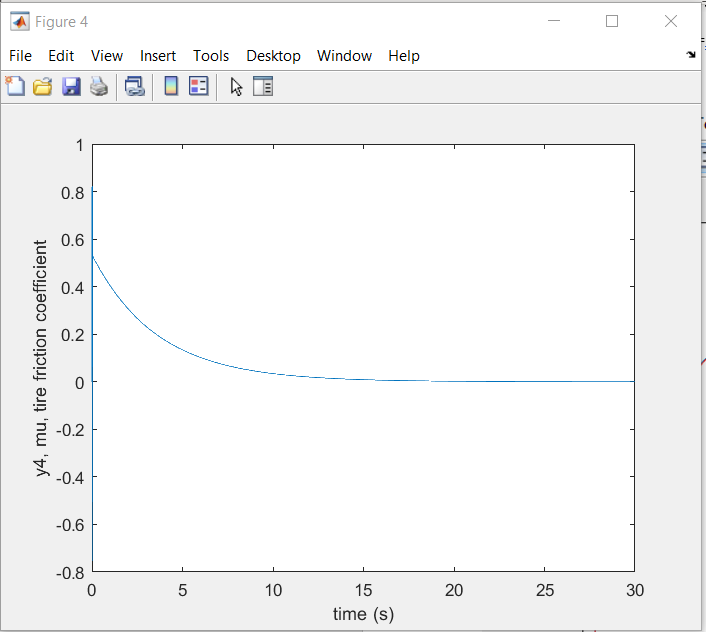 Figure 4
File Edit View Insert Tools Desktop Window Help
1
0.8
0.6
0.4
0.2
0
-0.2
-0.4
-0.6
-0.8
y4, mu, tire friction coefficient
0 5 10 15 20 25 30
time (s)